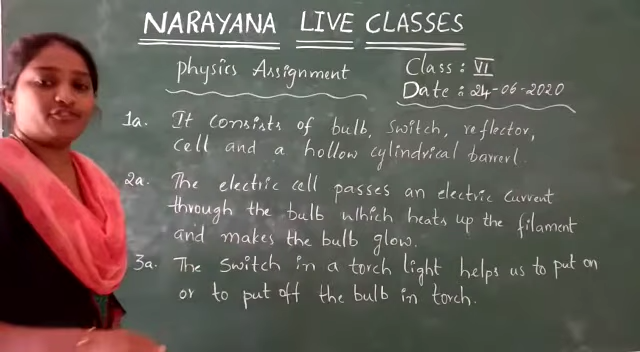 NARAYANA LIVE CLASSES
Physics Assignment
Class : VI
Date : 24-06-2020
1a. It consists of bulb, switch, reflector,
cell and a hollow cylindrical barrerl.
2a. The electric cell passes an electric current
through the bulb which heats up the filament
and makes the bulb glow.
3a. The switch in a torch light helps us to put on
or to put off the bulb in torch.